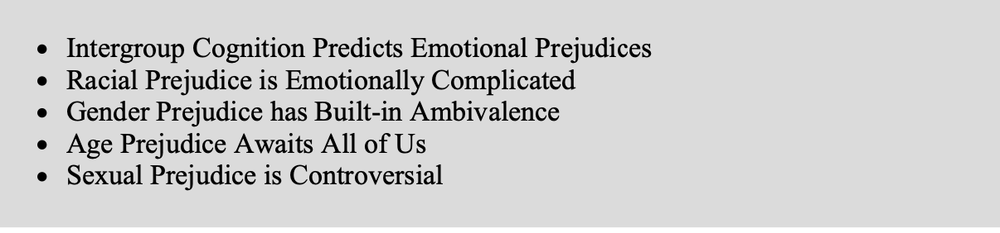 • Intergroup Cognition Predicts Emotional Prejudices
• Racial Prejudice is Emotionally Complicated
• Gender Prejudice has Built-in Ambivalence
• Age Prejudice Awaits All of Us
• Sexual Prejudice is Controversial